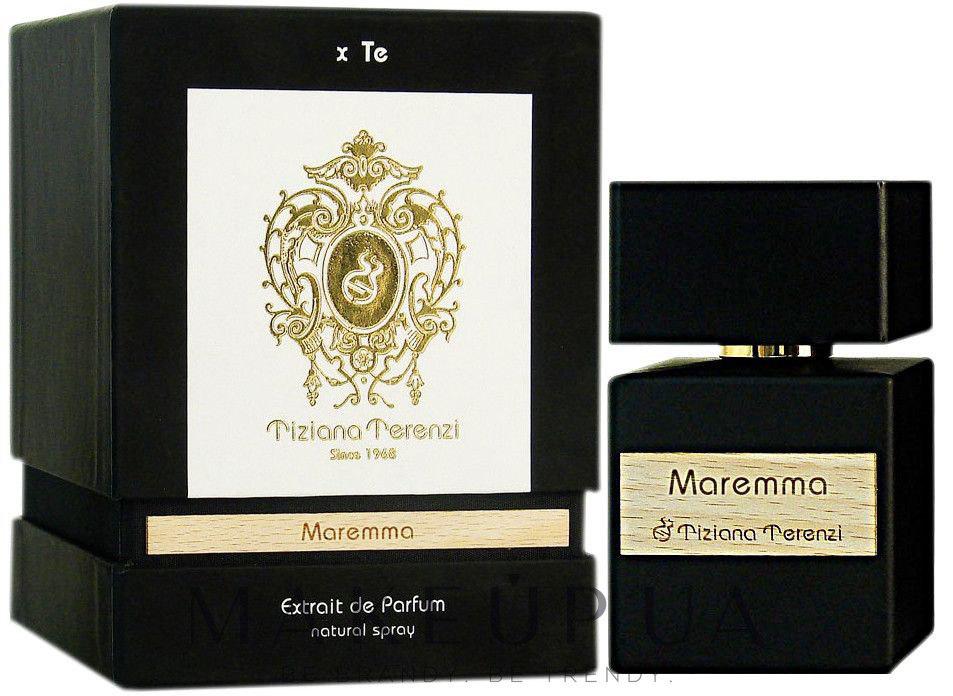 x Te
Tiziana Terenzi
Since 1968
Maremma
Extrait de Parfum
natural spray
Maremma
Tiziana Terenzi
MAKEUP.UA
BE BRANDY. BE TRENDY.